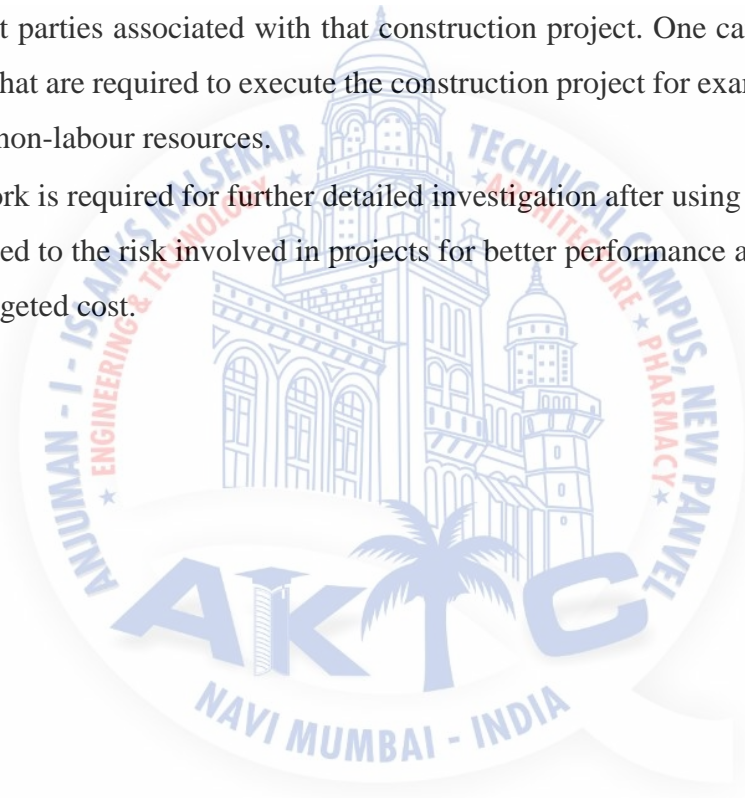 t parties associated with that construction project. One ca
hat are required to execute the construction project for exar
non-labour resources.
rk is required for further detailed investigation after using
ed to the risk involved in projects for better performance a
geted cost.
ANJUMAN - I - ISLAM'S KALSEKAR TECHNICAL CAMPUS, NEW PANVEL
★ ENGINEERING & TECHNOLOGY ★ ★ ARCHITECTURE ★ PHARMACY ★
AKTC
NAVI MUMBAI - INDIA